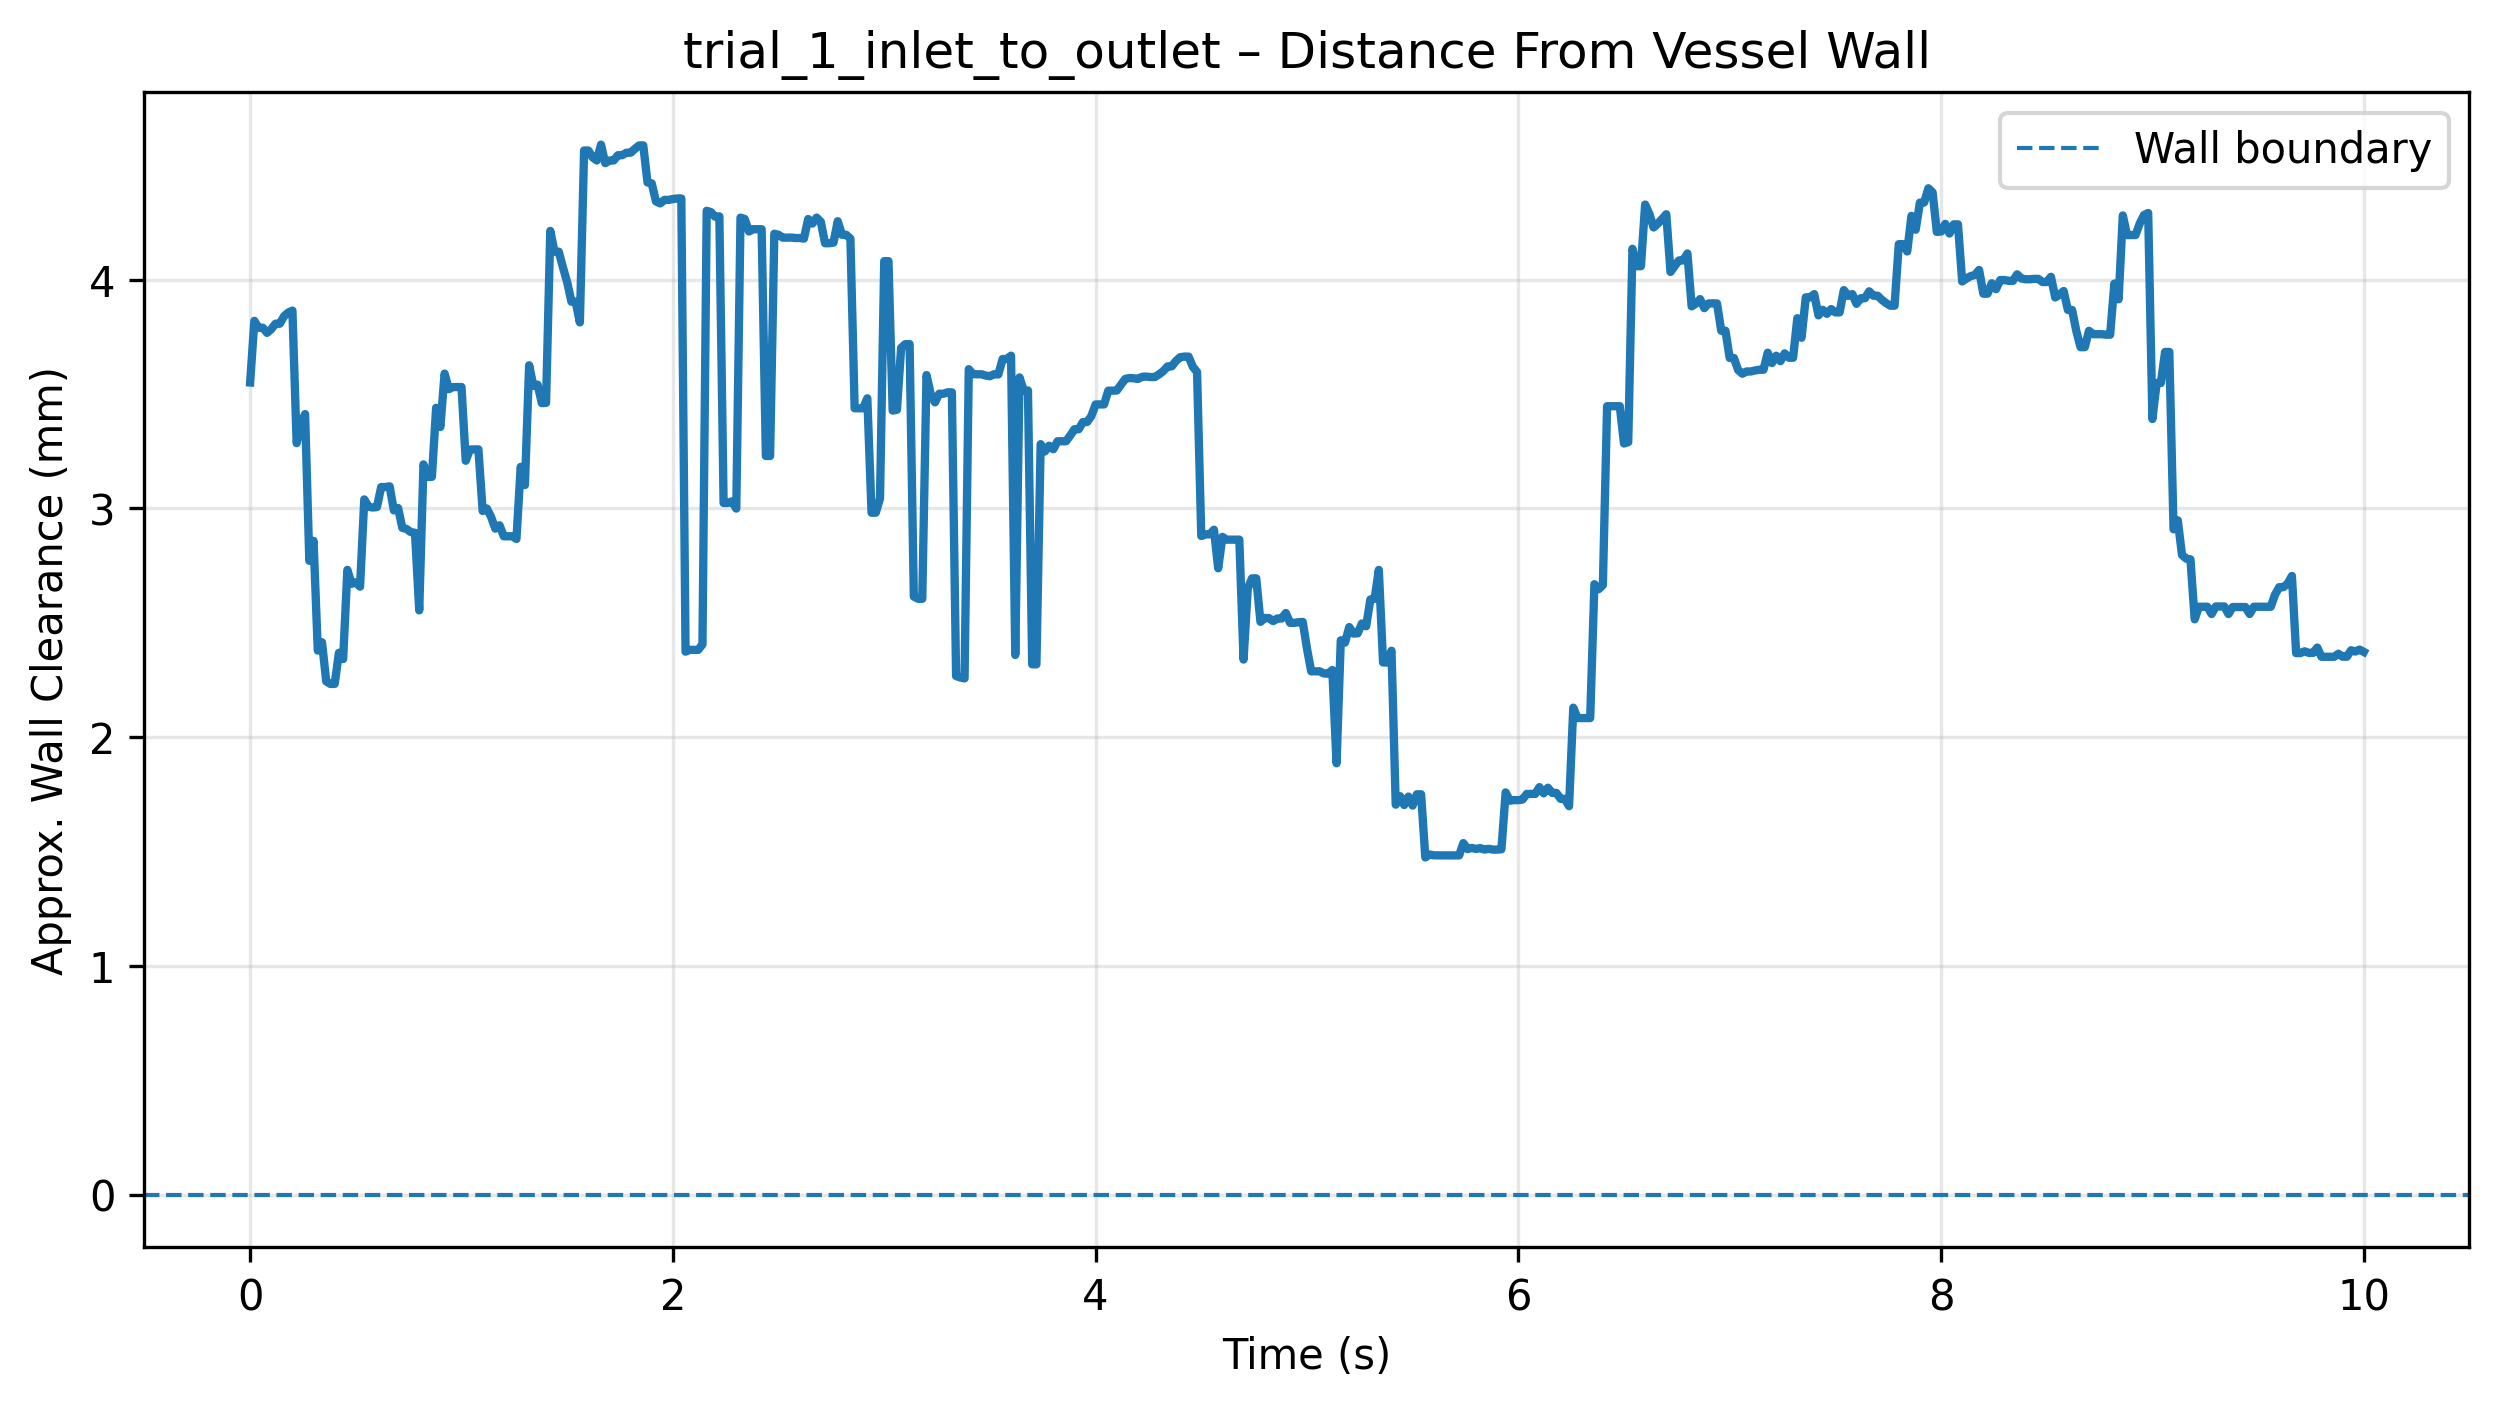 trial_1_inlet_to_outlet – Distance From Vessel Wall
Wall boundary
Approx. Wall Clearance (mm)
4
3
2
1
0
0 2 4 6 8 10
Time (s)